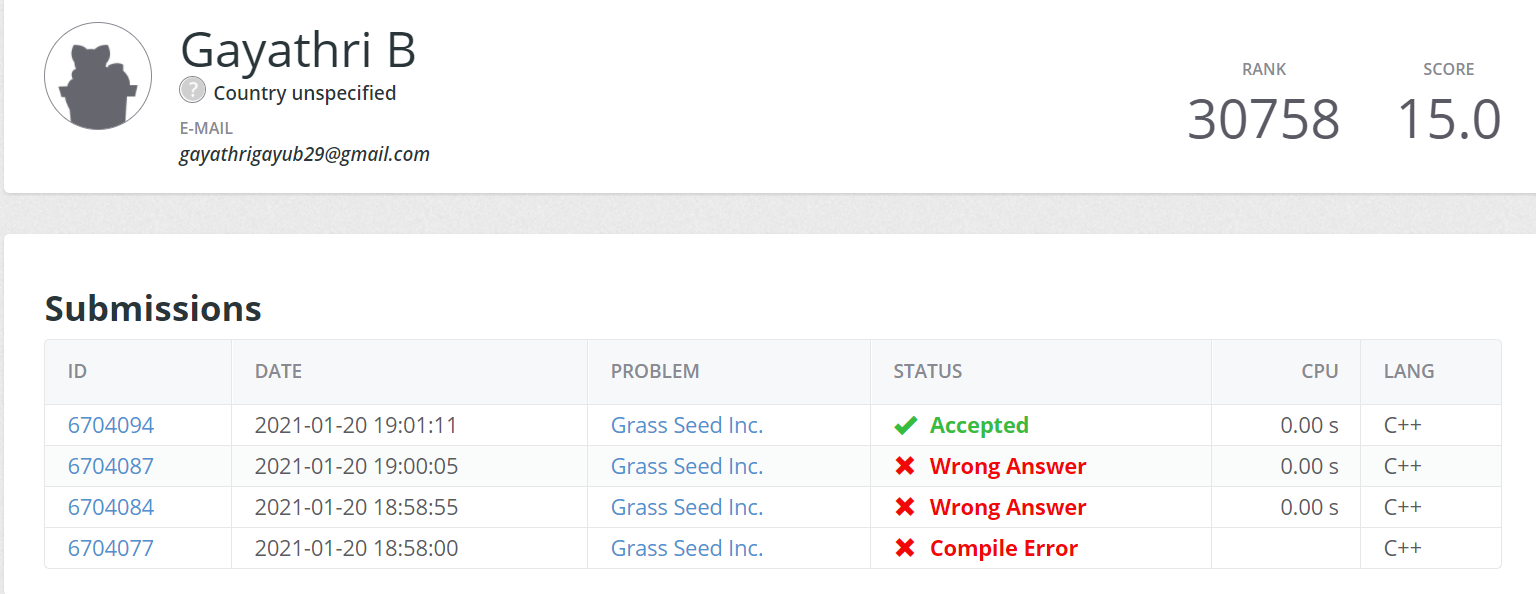 Gayathri B
? Country unspecified
E-MAIL
gayathrigayub29@gmail.com
RANK SCORE
30758 15.0
Submissions
ID DATE PROBLEM STATUS CPU LANG
6704094 2021-01-20 19:01:11 Grass Seed Inc. Accepted 0.00 s C++
6704087 2021-01-20 19:00:05 Grass Seed Inc. Wrong Answer 0.00 s C++
6704084 2021-01-20 18:58:55 Grass Seed Inc. Wrong Answer 0.00 s C++
6704077 2021-01-20 18:58:00 Grass Seed Inc. Compile Error C++